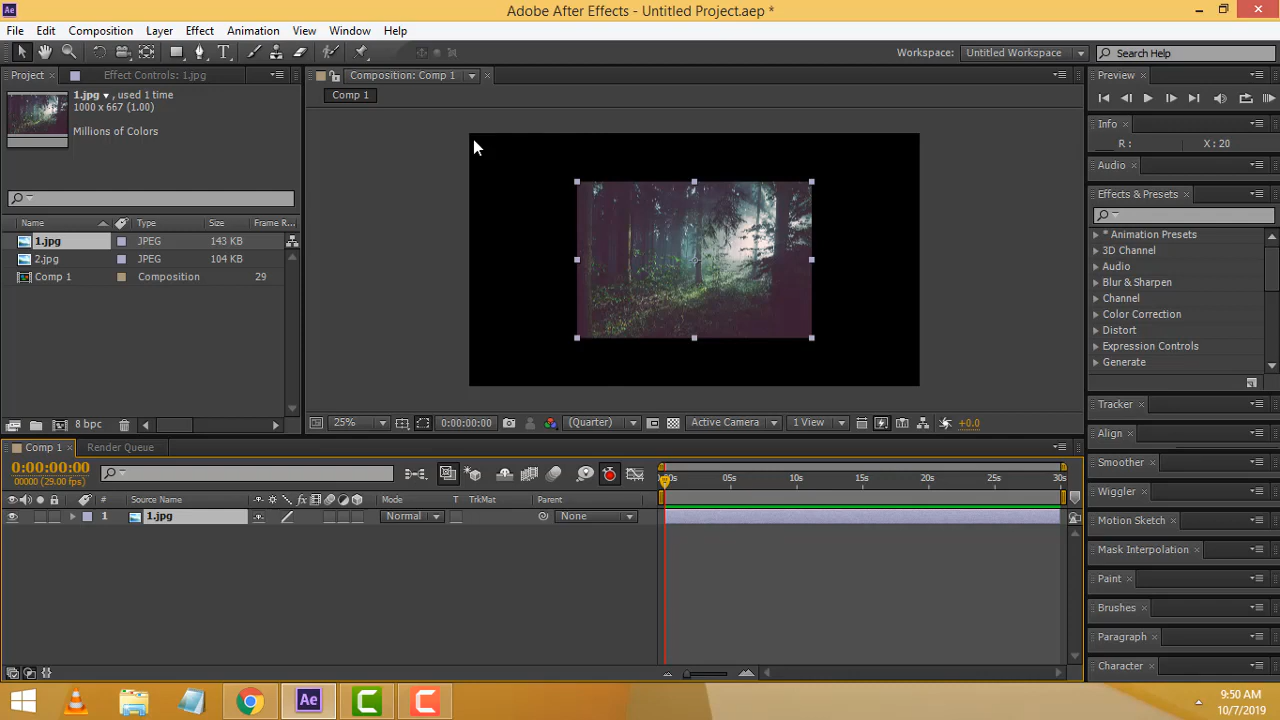 Adobe After Effects - Untitled Project.aep *
File Edit Composition Layer Effect Animation View Window Help
Workspace: Untitled Workspace Search Help
Project Effect Controls: 1.jpg
1.jpg, used 1 time
1000 x 667 (1.00)
Millions of Colors
Name Type Size Frame R...
1.jpg JPEG 143 KB
2.jpg JPEG 104 KB
Comp 1 Composition 29
8 bpc
Composition: Comp 1
Comp 1
25% 0:00:00:00 (Quarter) Active Camera 1 View +0.0
Preview
Info R : X : 20
Audio
Effects & Presets
* Animation Presets
3D Channel
Audio
Blur & Sharpen
Channel
Color Correction
Distort
Expression Controls
Generate
Tracker
Align
Smoother
Wiggler
Motion Sketch
Mask Interpolation
Paint
Brushes
Paragraph
Character
Comp 1 Render Queue
0:00:00:00
00000 (29.00 fps)
00s 05s 10s 15s 20s 25s 30s
# Source Name Mode T TrkMat Parent
1 1.jpg Normal None
9:50 AM
10/7/2019